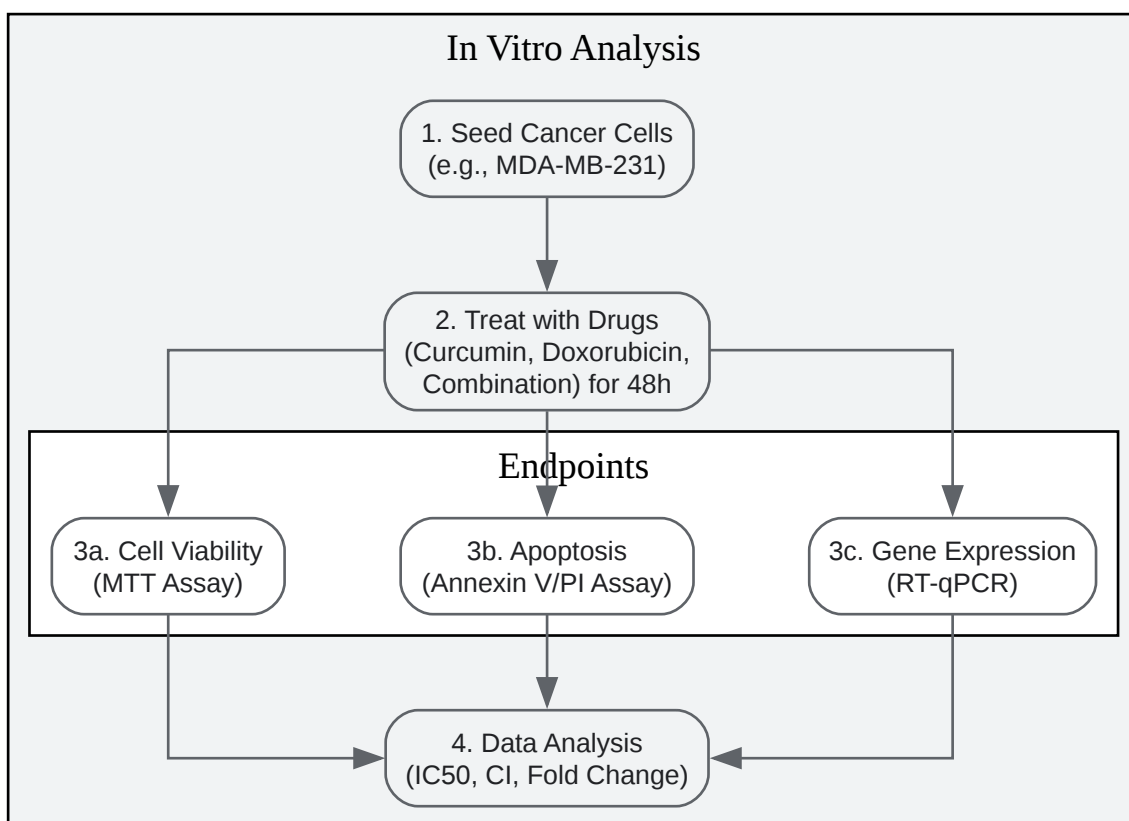 In Vitro Analysis
1. Seed Cancer Cells
(e.g., MDA-MB-231)
2. Treat with Drugs
(Curcumin, Doxorubicin,
Combination) for 48h
Endpoints
3a. Cell Viability
(MTT Assay)
3b. Apoptosis
(Annexin V/PI Assay)
3c. Gene Expression
(RT-qPCR)
4. Data Analysis
(IC50, CI, Fold Change)